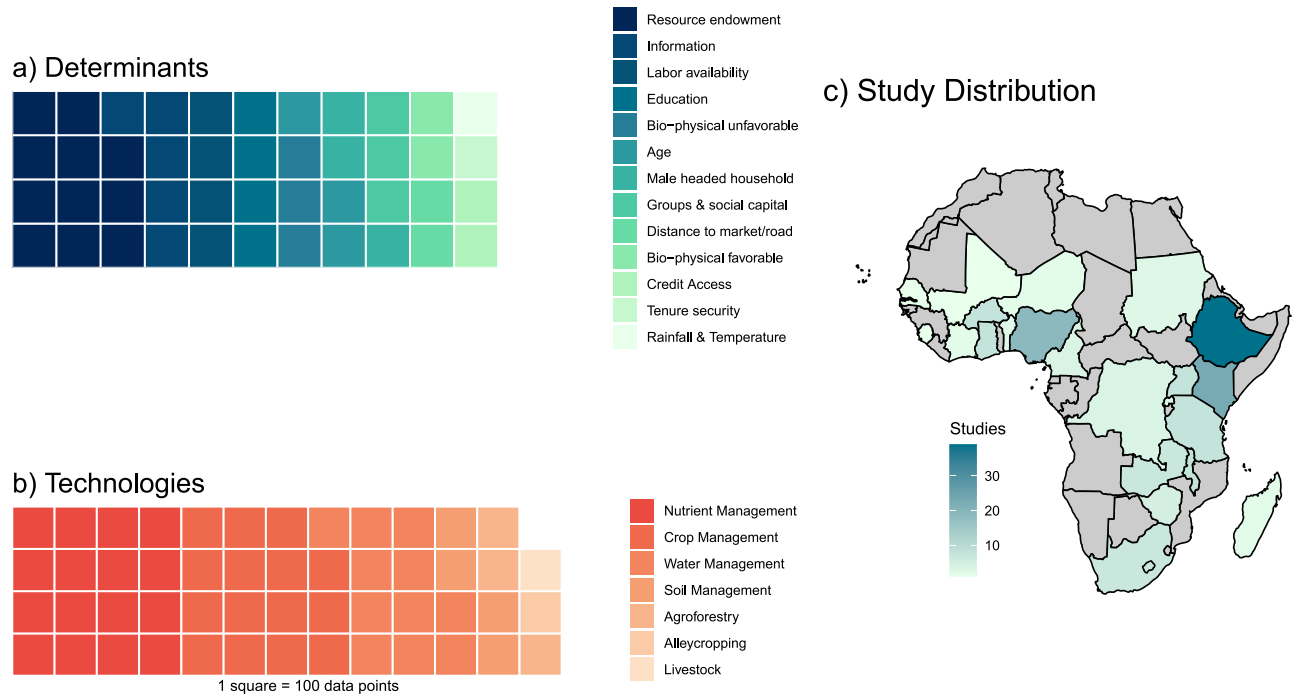 a) Determinants
Resource endowment
Information
Labor availability
Education
Bio−physical unfavorable
Age
Male headed household
Groups & social capital
Distance to market/road
Bio−physical favorable
Credit Access
Tenure security
Rainfall & Temperature
b) Technologies
Nutrient Management
Crop Management
Water Management
Soil Management
Agroforestry
Alleycropping
Livestock
1 square = 100 data points
c) Study Distribution
Studies
30
20
10